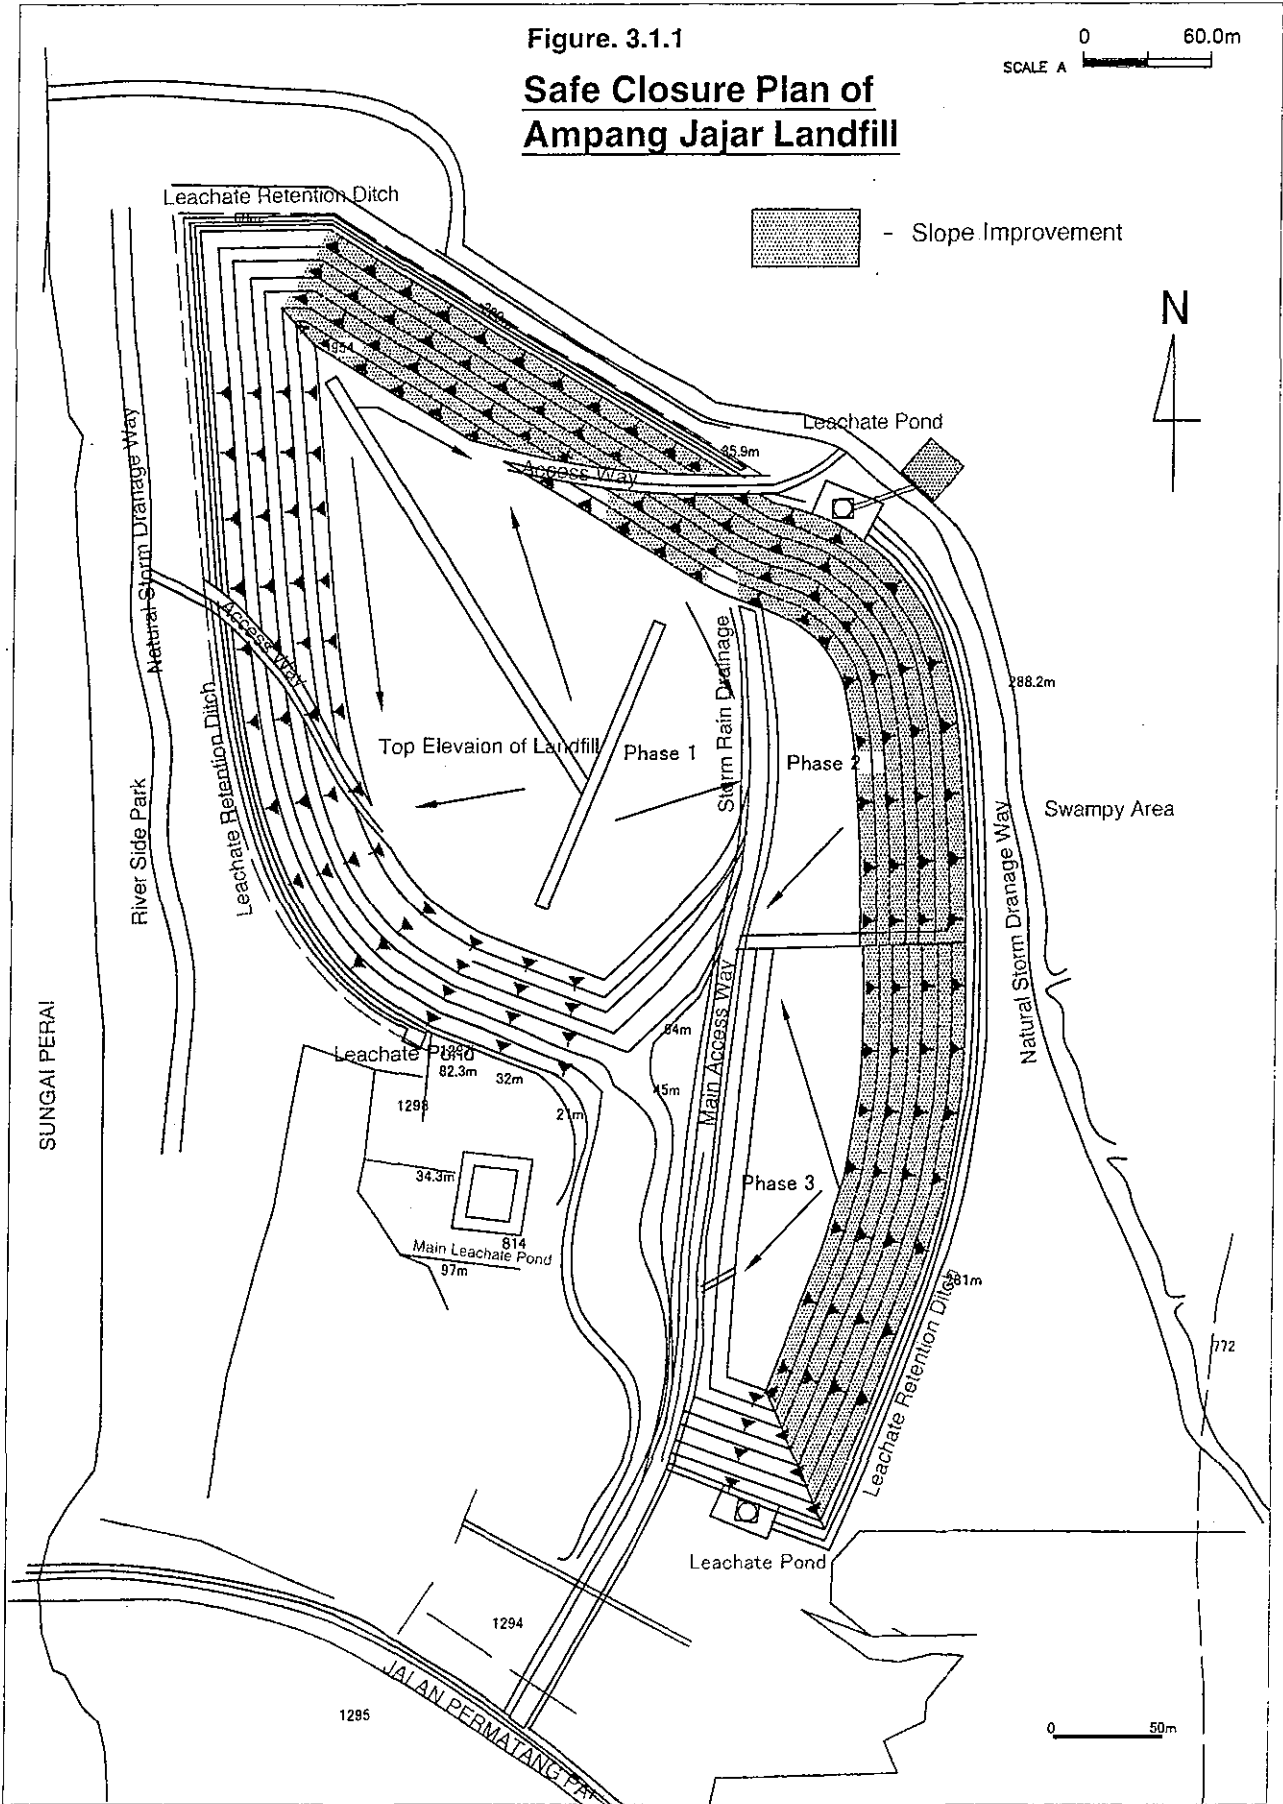 Figure. 3.1.1
0 60.0m
SCALE A
Safe Closure Plan of
Ampang Jajar Landfill
Leachate Retention Ditch
- Slope Improvement
N
1954
Leachate Pond
35.9m
Access Way
Natural Storm Dranage Way
Access Way
Storm Rain Drainage
288.2m
Leachate Retention Ditch
Top Elevaion of Landfill
Phase 1
Phase 2
River Side Park
Swampy Area
Natural Storm Dranage Way
SUNGAI PERAI
Main Access Way
64m
Leachate Pond
82.3m
32m
45m
1298
21m
34.3m
Phase 3
814
Main Leachate Pond
97m
281m
Leachate Retention Ditch
772
Leachate Pond
1294
JALAN PERMATANG PA
1295
0 50m